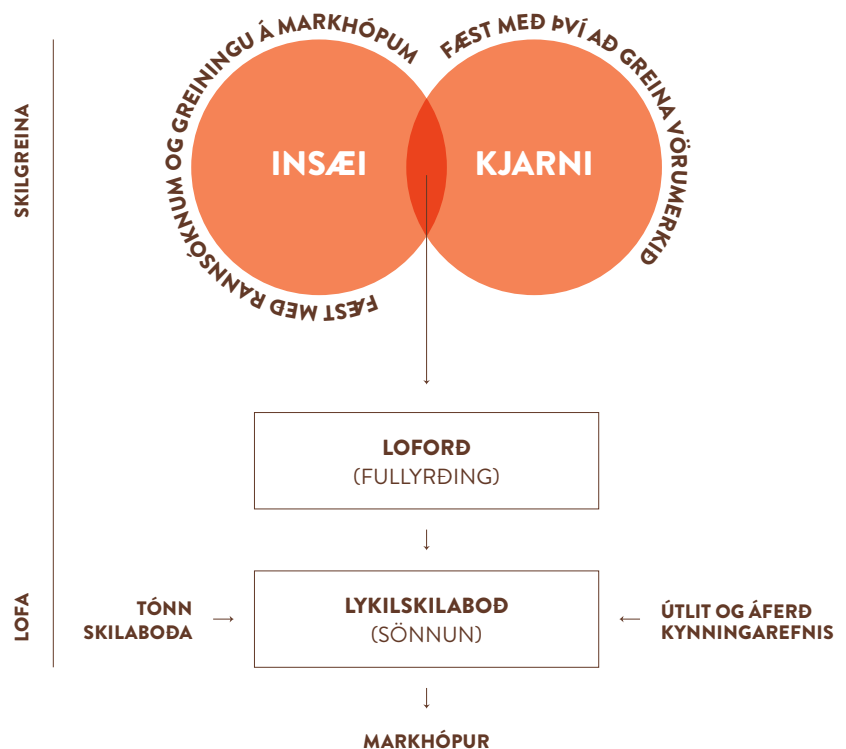 SKILGREINA
FÆST MEÐ RANNSÓKNUM OG GREININGU Á MARKHÓPUM
FÆST MEÐ ÞVÍ AÐ GREINA VÖRUMERKIÐ
INSÆI
KJARNI
LOFORÐ
(FULLYRÐING)
LOFA
TÓNN
SKILABOÐA
LYKILSKILABOÐ
(SÖNNUN)
ÚTLIT OG ÁFERÐ
KYNNINGAREFNIS
MARKHÓPUR